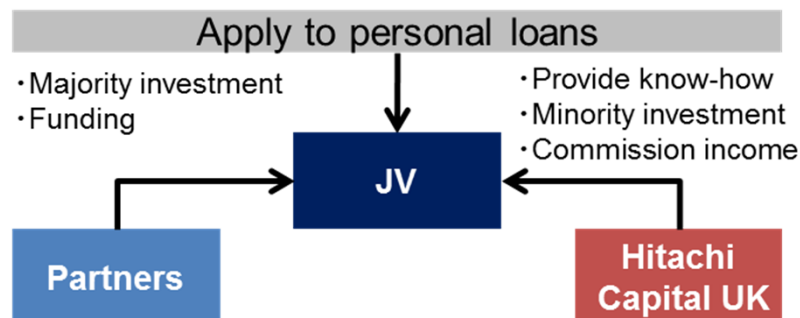 Apply to personal loans
・Majority investment
・Funding
・Provide know-how
・Minority investment
・Commission income
JV
Partners
Hitachi
Capital UK